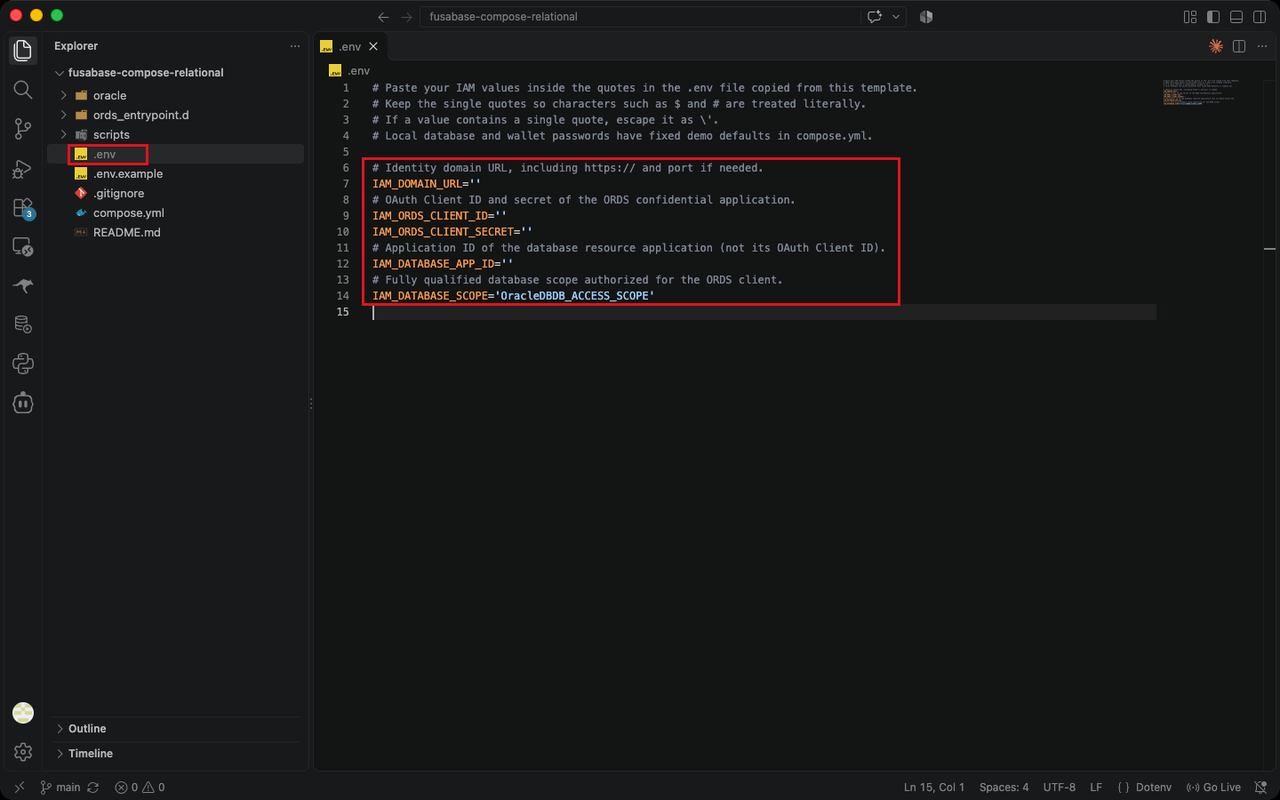 fusabase-compose-relational
Explorer
.env
fusabase-compose-relational
oracle
ords_entrypoint.d
scripts
.env
.env.example
.gitignore
compose.yml
README.md
3
Outline
Timeline
.env
1 # Paste your IAM values inside the quotes in the .env file copied from this template.
2 # Keep the single quotes so characters such as $ and # are treated literally.
3 # If a value contains a single quote, escape it as \'.
4 # Local database and wallet passwords have fixed demo defaults in compose.yml.
5
6 # Identity domain URL, including https:// and port if needed.
7 IAM_DOMAIN_URL=''
8 # OAuth Client ID and secret of the ORDS confidential application.
9 IAM_ORDS_CLIENT_ID=''
10 IAM_ORDS_CLIENT_SECRET=''
11 # Application ID of the database resource application (not its OAuth Client ID).
12 IAM_DATABASE_APP_ID=''
13 # Fully qualified database scope authorized for the ORDS client.
14 IAM_DATABASE_SCOPE='OracleDBDB_ACCESS_SCOPE'
15
main 0 0 Ln 15, Col 1 Spaces: 4 UTF-8 LF { } Dotenv Go Live